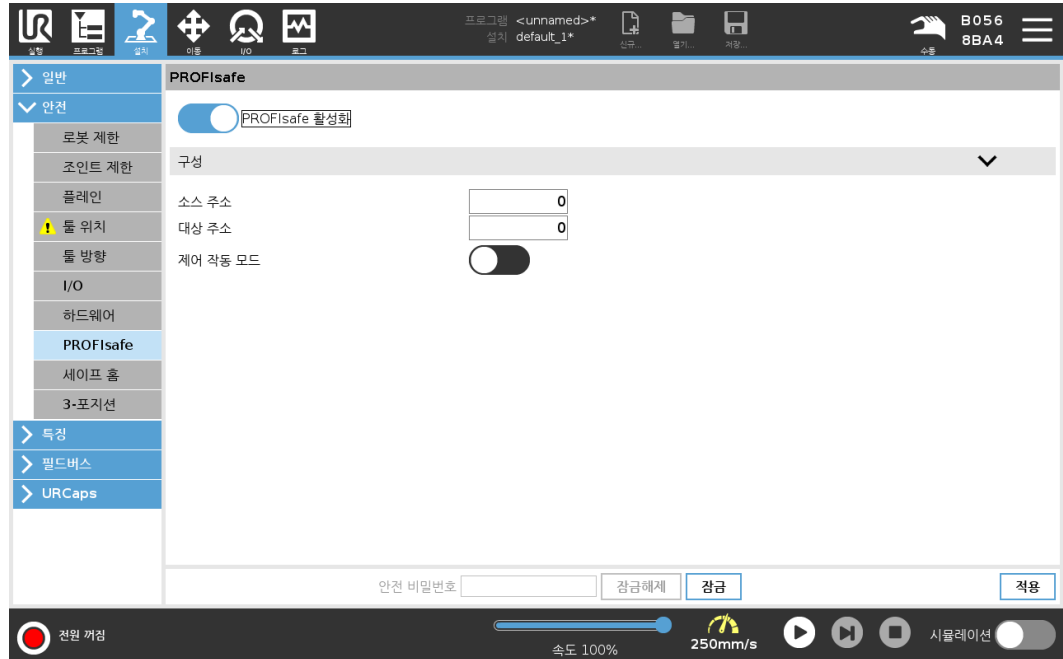 프로그램 <unnamed>*
설치 default_1*
B056
8BA4
실행 프로그램 설치 이동 I/O 로그 신규... 열기... 저장... 수동
일반
안전
로봇 제한
조인트 제한
플레인
툴 위치
툴 방향
I/O
하드웨어
PROFIsafe
세이프 홈
3-포지션
특징
필드버스
URCaps
PROFIsafe
PROFIsafe 활성화
구성
소스 주소 0
대상 주소 0
제어 작동 모드
안전 비밀번호 잠금해제 잠금 적용
전원 꺼짐
속도 100%
250mm/s
시뮬레이션